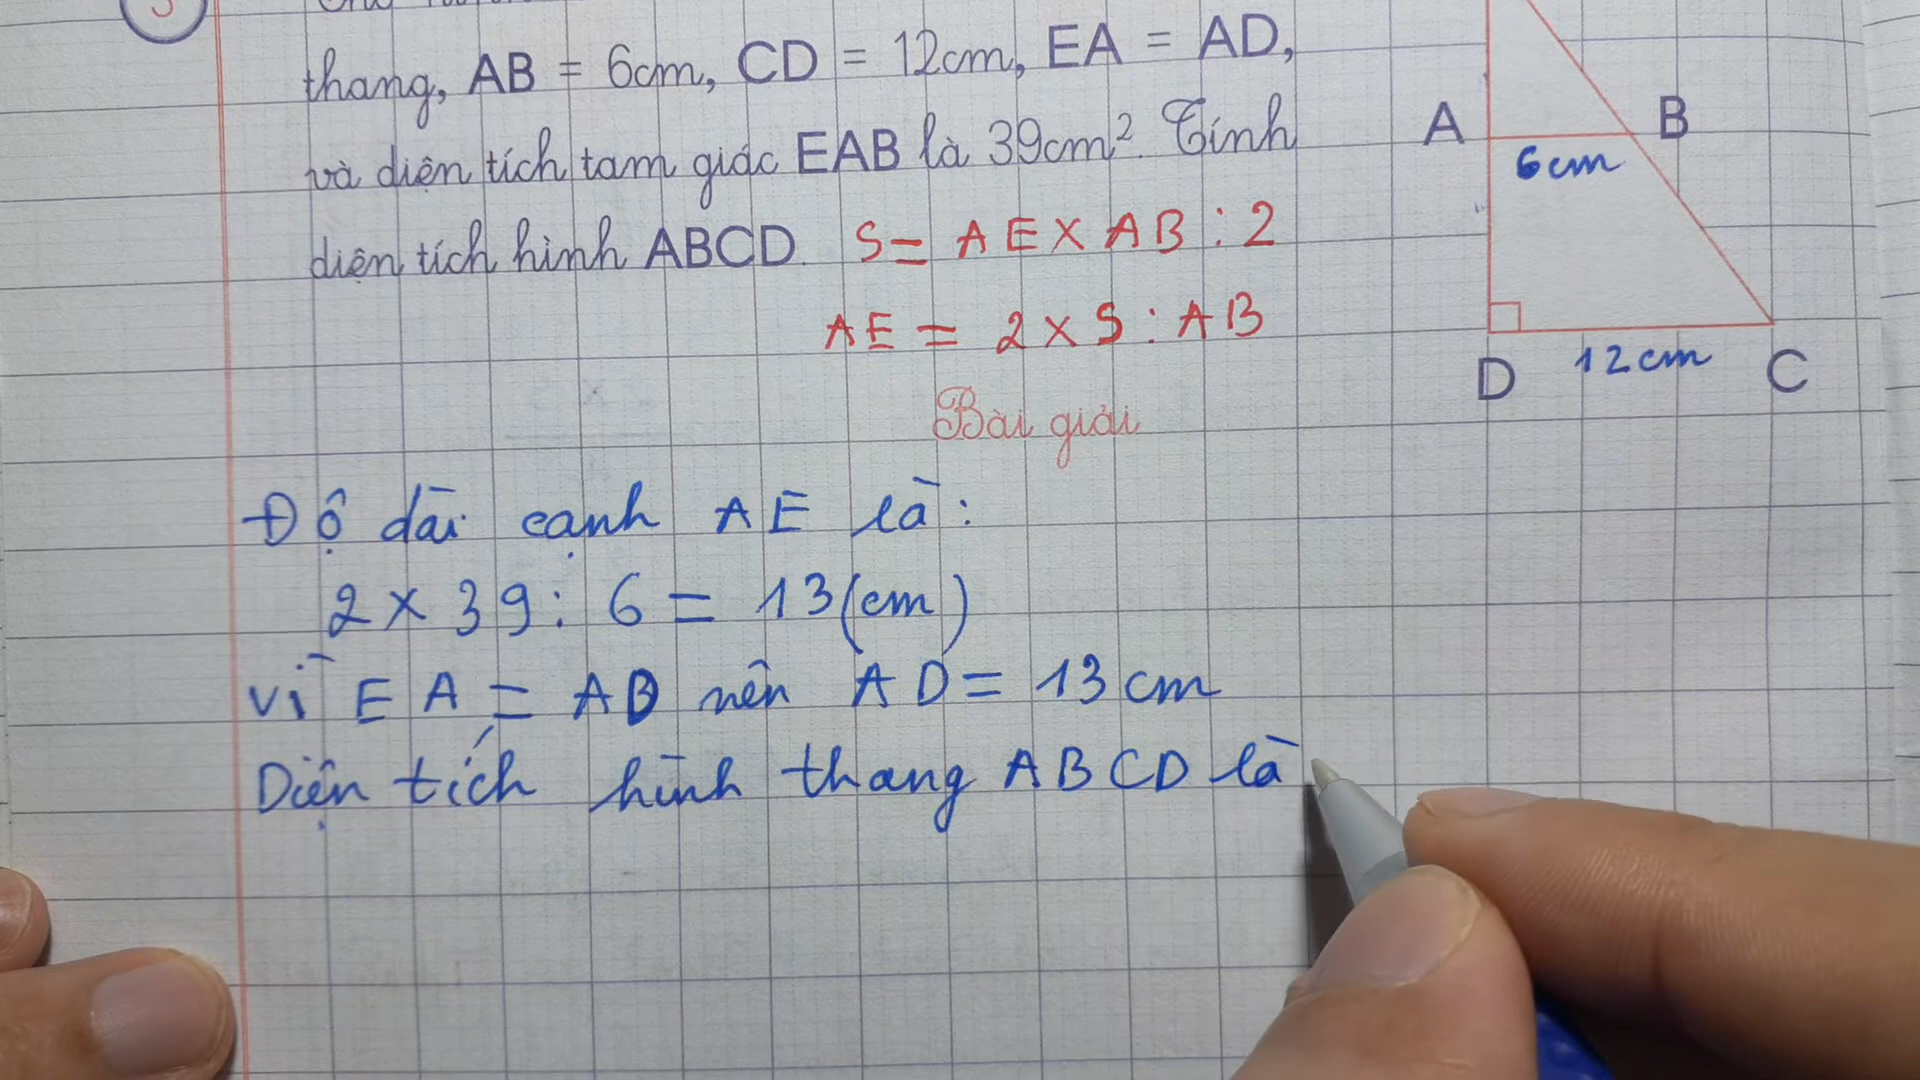 thang, AB = 6cm, CD = 12cm, EA = AD,
và diện tích tam giác EAB là 39cm². Tính
diện tích hình ABCD.
S = AE X AB : 2
AE = 2 x S : AB
A
B
6cm
D
12cm
C
Bài giải
Độ dài cạnh AE là:
2 x 39 : 6 = 13 (cm)
Vì EA = AD nên AD = 13 cm
Diện tích hình thang ABCD là